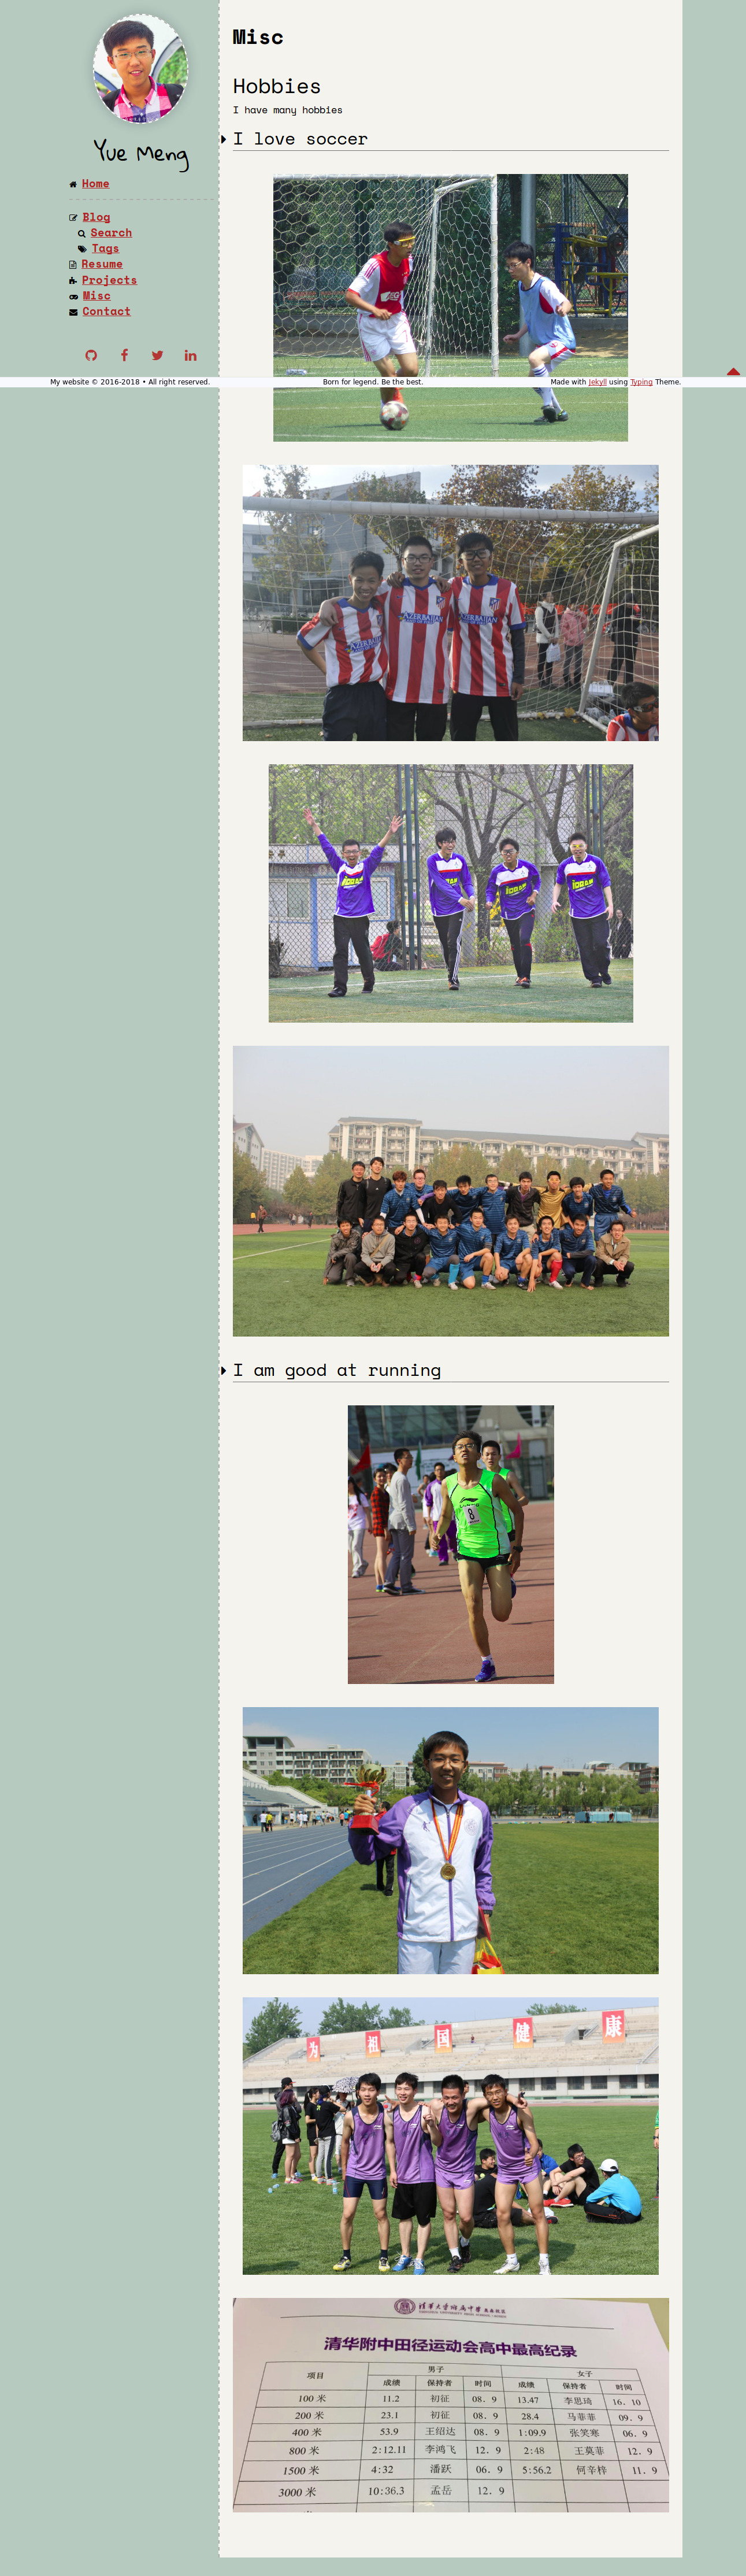 Yue Meng
Home
Blog
Search
Tags
Resume
Projects
Misc
Contact
Misc
Hobbies
I have many hobbies
I love soccer
My website © 2016-2018 • All right reserved.
Born for legend. Be the best.
Made with Jekyll using Typing Theme.
AZERBAIJAN
AZERBAIJAN
AZERBAIJAN
I am good at running
8
为 祖 国 健 康
清华大学附属中学
清华附中田径运动会高中最高纪录
项目 男子 女子
成绩 保持者 时间 成绩 保持者 时间
100 米 11.2 初征 08. 9 13.47 李思琦 16. 10
200 米 23.1 初征 08. 9 28.4 马菲菲 09. 9
400 米 53.9 王绍达 08. 9 1:09.9 张笑寒 06. 9
800 米 2:12.11 李鸿飞 12. 9 2:48 王莫菲 12. 9
1500 米 4:32 潘跃 06. 9 5:56.2 何辛梓 11. 9
3000 米 10:36.3 孟岳 12. 9